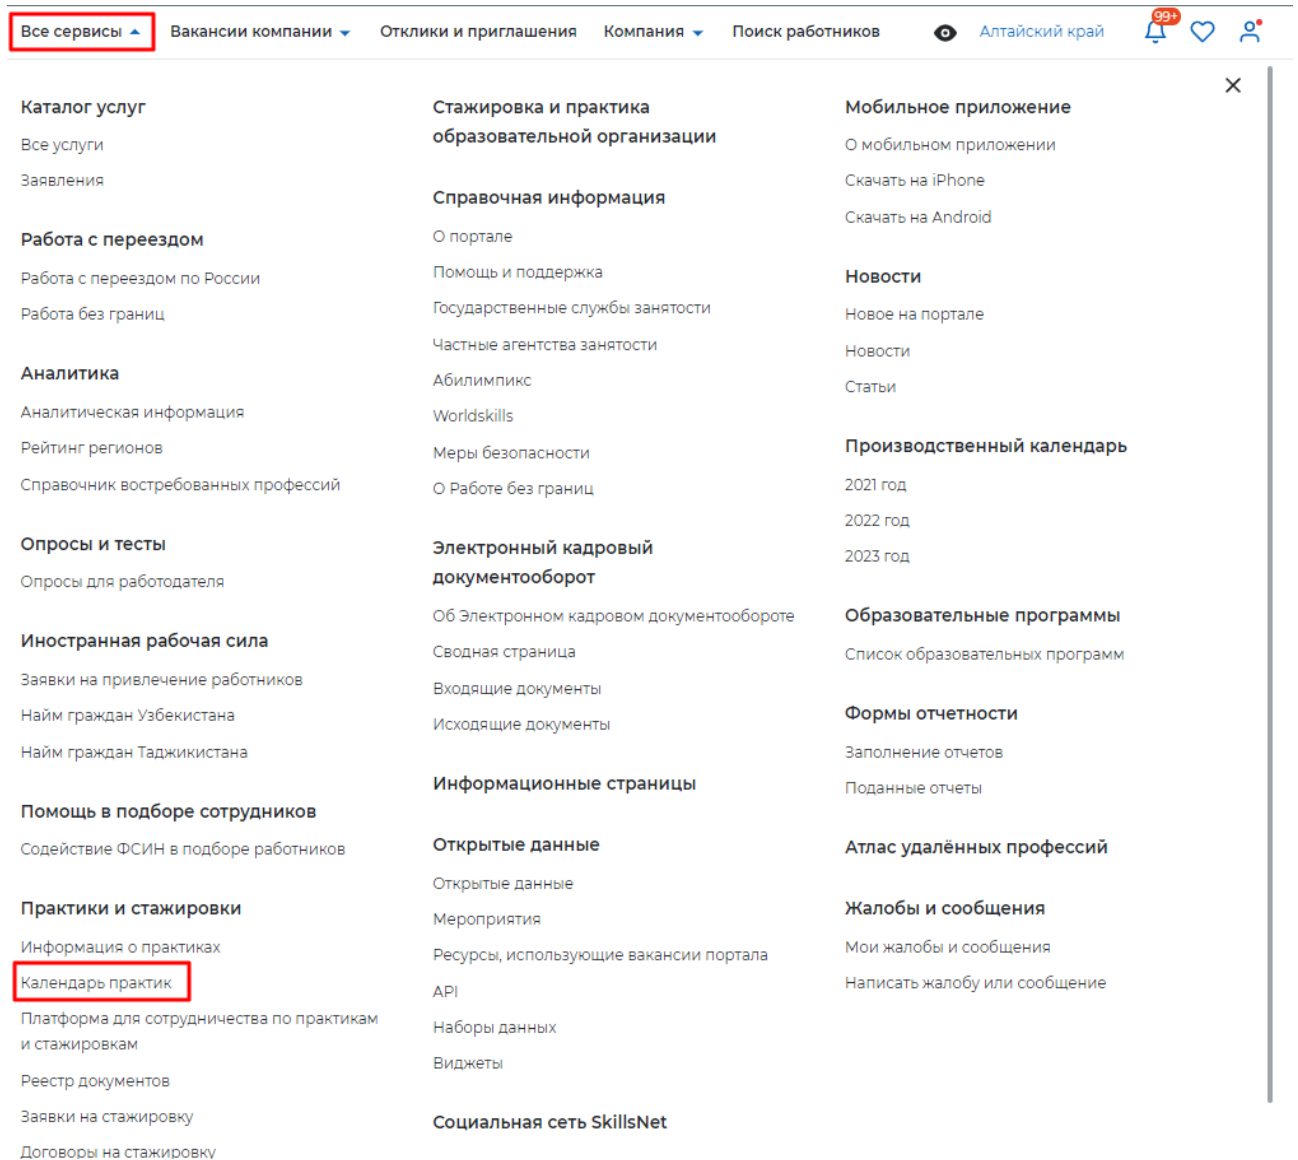 Все сервисы Вакансии компании Отклики и приглашения Компания Поиск работников Алтайский край 99+
Каталог услуг
Все услуги
Заявления
Работа с переездом
Работа с переездом по России
Работа без границ
Аналитика
Аналитическая информация
Рейтинг регионов
Справочник востребованных профессий
Опросы и тесты
Опросы для работодателя
Иностранная рабочая сила
Заявки на привлечение работников
Найм граждан Узбекистана
Найм граждан Таджикистана
Помощь в подборе сотрудников
Содействие ФСИН в подборе работников
Практики и стажировки
Информация о практиках
Календарь практик
Платформа для сотрудничества по практикам
и стажировкам
Реестр документов
Заявки на стажировку
Договоры на стажировку
Стажировка и практика
образовательной организации
Справочная информация
О портале
Помощь и поддержка
Государственные службы занятости
Частные агентства занятости
Абилимпикс
Worldskills
Меры безопасности
О Работе без границ
Электронный кадровый
документооборот
Об Электронном кадровом документообороте
Сводная страница
Входящие документы
Исходящие документы
Информационные страницы
Открытые данные
Открытые данные
Мероприятия
Ресурсы, использующие вакансии портала
API
Наборы данных
Виджеты
Социальная сеть SkillsNet
Мобильное приложение
О мобильном приложении
Скачать на iPhone
Скачать на Android
Новости
Новое на портале
Новости
Статьи
Производственный календарь
2021 год
2022 год
2023 год
Образовательные программы
Список образовательных программ
Формы отчетности
Заполнение отчетов
Поданные отчеты
Атлас удалённых профессий
Жалобы и сообщения
Мои жалобы и сообщения
Написать жалобу или сообщение